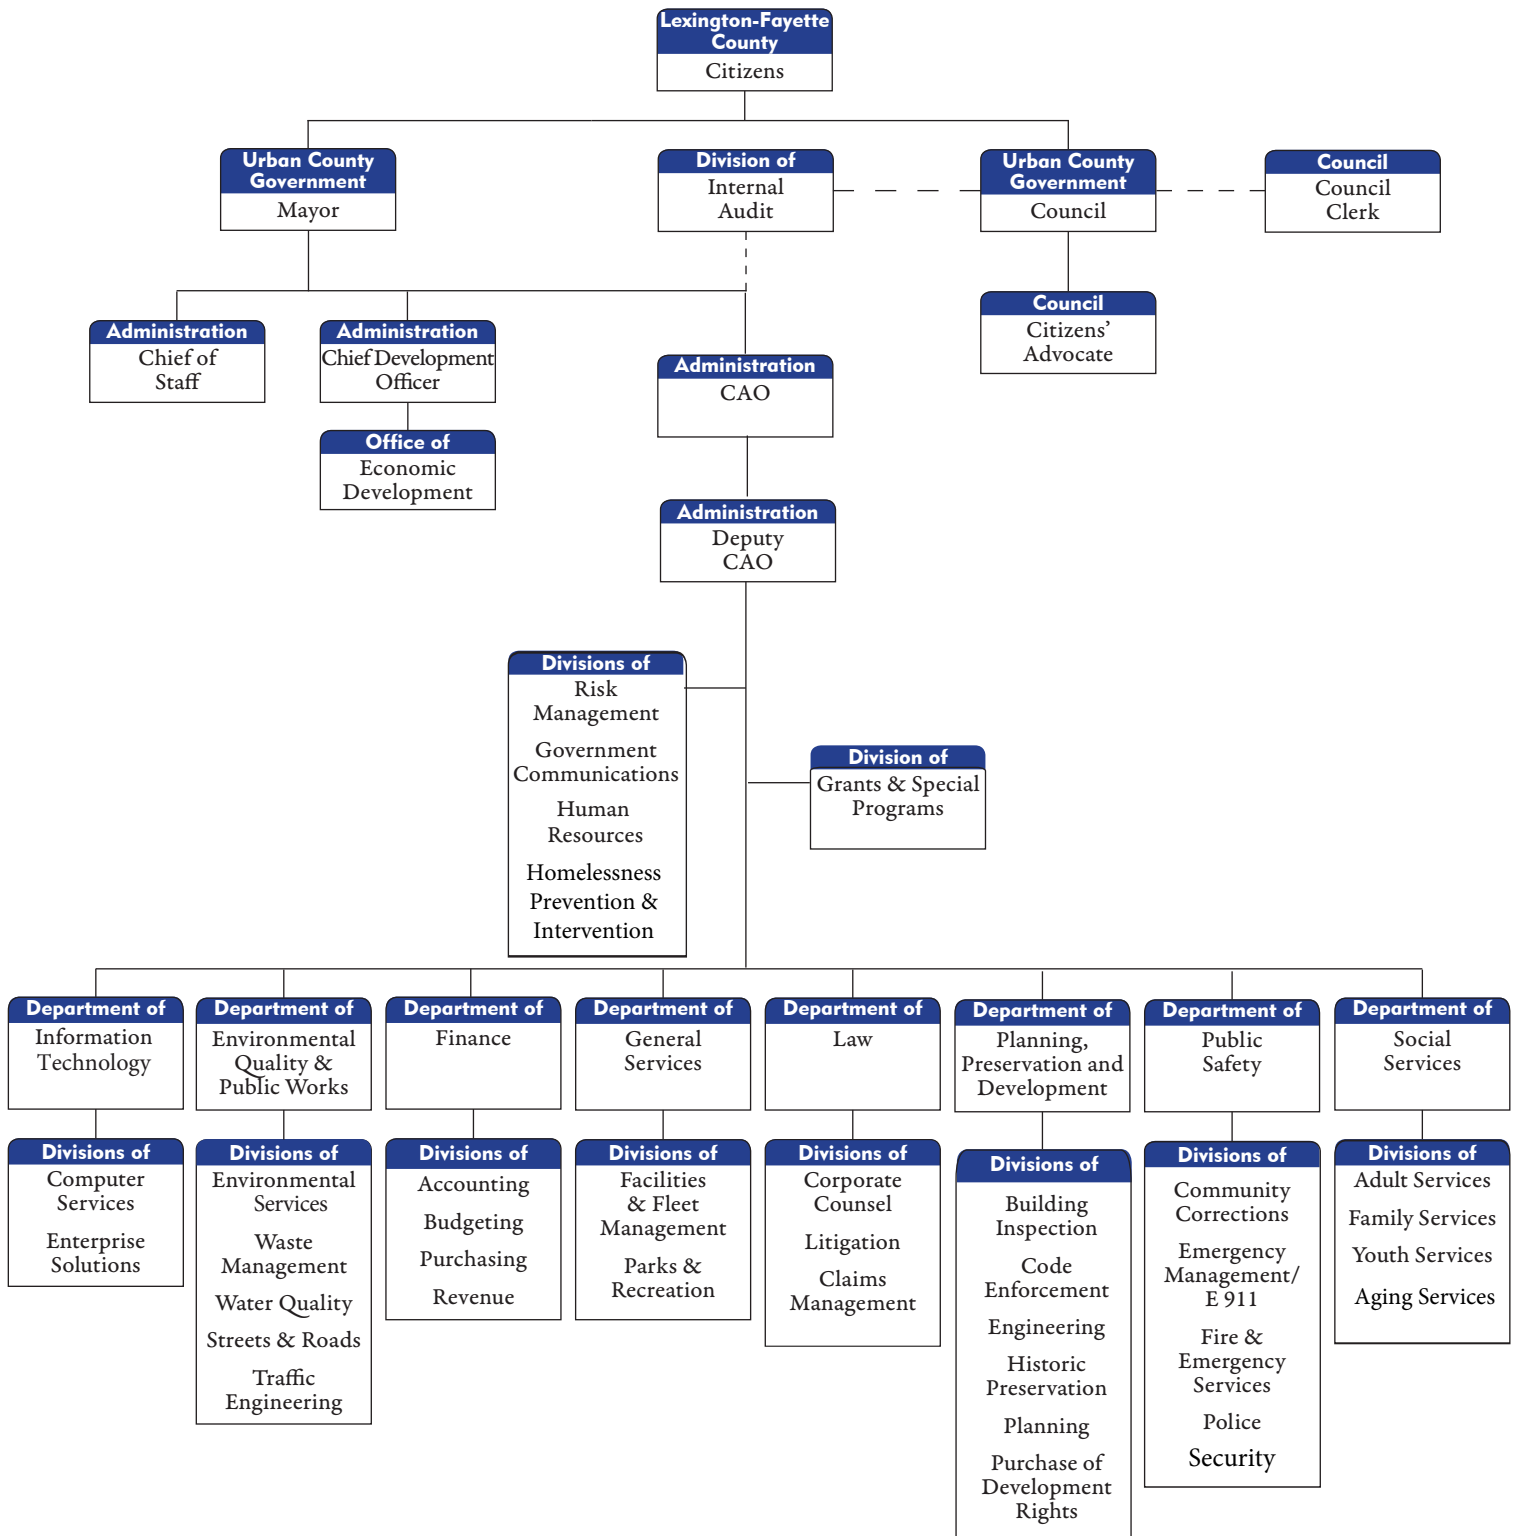 Lexington-Fayette
County
Citizens
Urban County
Government
Mayor
Division of
Internal
Audit
Urban County
Government
Council
Council
Council
Clerk
Administration
Chief of
Staff
Administration
Chief Development
Officer
Administration
CAO
Council
Citizens’
Advocate
Office of
Economic
Development
Administration
Deputy
CAO
Divisions of
Risk
Management
Government
Communications
Human
Resources
Homelessness
Prevention &
Intervention
Division of
Grants & Special
Programs
Department of
Information
Technology
Department of
Environmental
Quality &
Public Works
Department of
Finance
Department of
General
Services
Department of
Law
Department of
Planning,
Preservation and
Development
Department of
Public
Safety
Department of
Social
Services
Divisions of
Computer
Services
Enterprise
Solutions
Divisions of
Environmental
Services
Waste
Management
Water Quality
Streets & Roads
Traffic
Engineering
Divisions of
Accounting
Budgeting
Purchasing
Revenue
Divisions of
Facilities
& Fleet
Management
Parks &
Recreation
Divisions of
Corporate
Counsel
Litigation
Claims
Management
Divisions of
Building
Inspection
Code
Enforcement
Engineering
Historic
Preservation
Planning
Purchase of
Development
Rights
Divisions of
Community
Corrections
Emergency
Management/
E 911
Fire &
Emergency
Services
Police
Security
Divisions of
Adult Services
Family Services
Youth Services
Aging Services